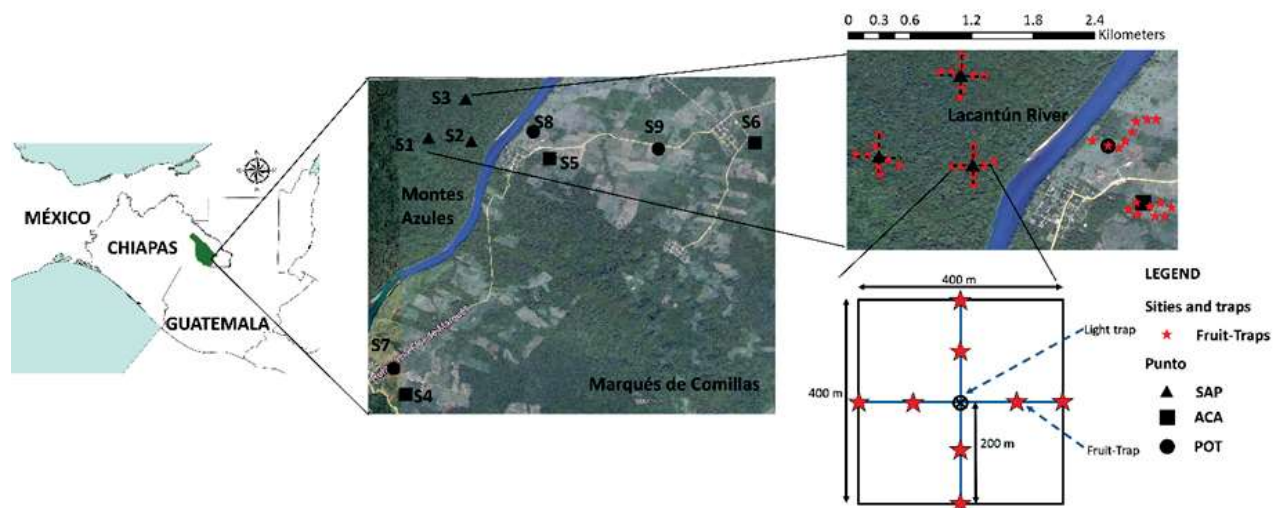 MÉXICO
CHIAPAS
GUATEMALA
S3
S1
S2
S8
S9
S6
S5
Montes
Azules
S7
S4
Marqués de Comillas
0 0.3 0.6 1.2 1.8 2.4
Kilometers
Lacantún River
400 m
400 m
200 m
Light trap
Fruit-Trap
LEGEND
Sities and traps
Fruit-Traps
Punto
SAP
ACA
POT